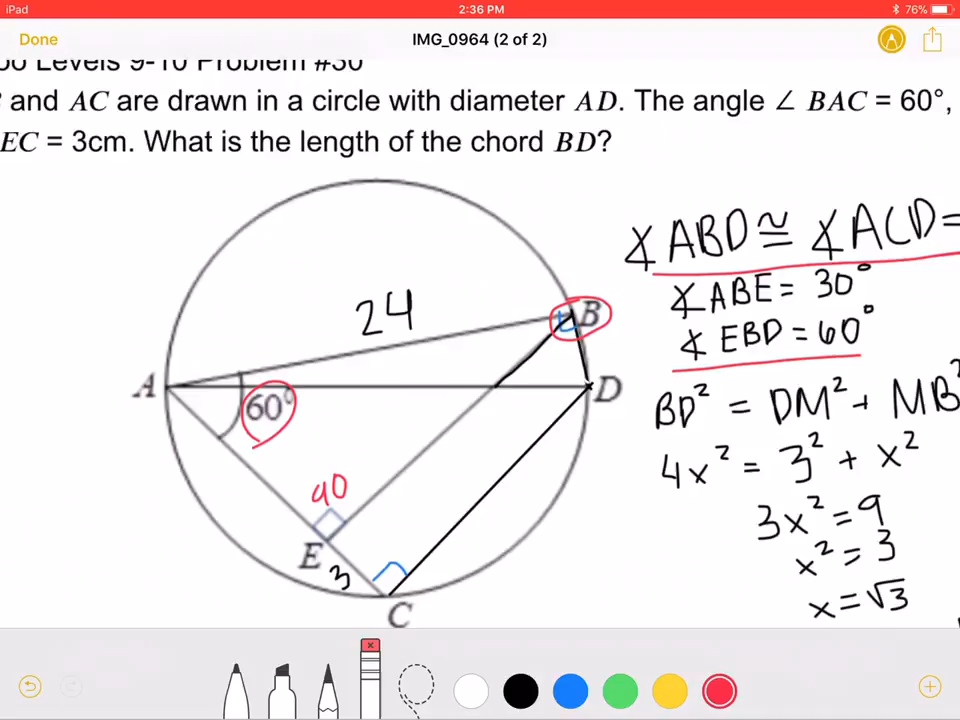 iPad 2:36 PM 76%
Done IMG_0964 (2 of 2)
Levels 9-10 Problem #30
and AC are drawn in a circle with diameter AD. The angle ∠ BAC = 60°,
EC = 3cm. What is the length of the chord BD?
∡ABD ≅ ∡ACD =
∡ABE = 30°
∡EBD = 60°
24
B
A
D
60°
BD² = DM² + MB²
4x² = 3² + x²
90
3x² = 9
x² = 3
E
3
x = √3
C